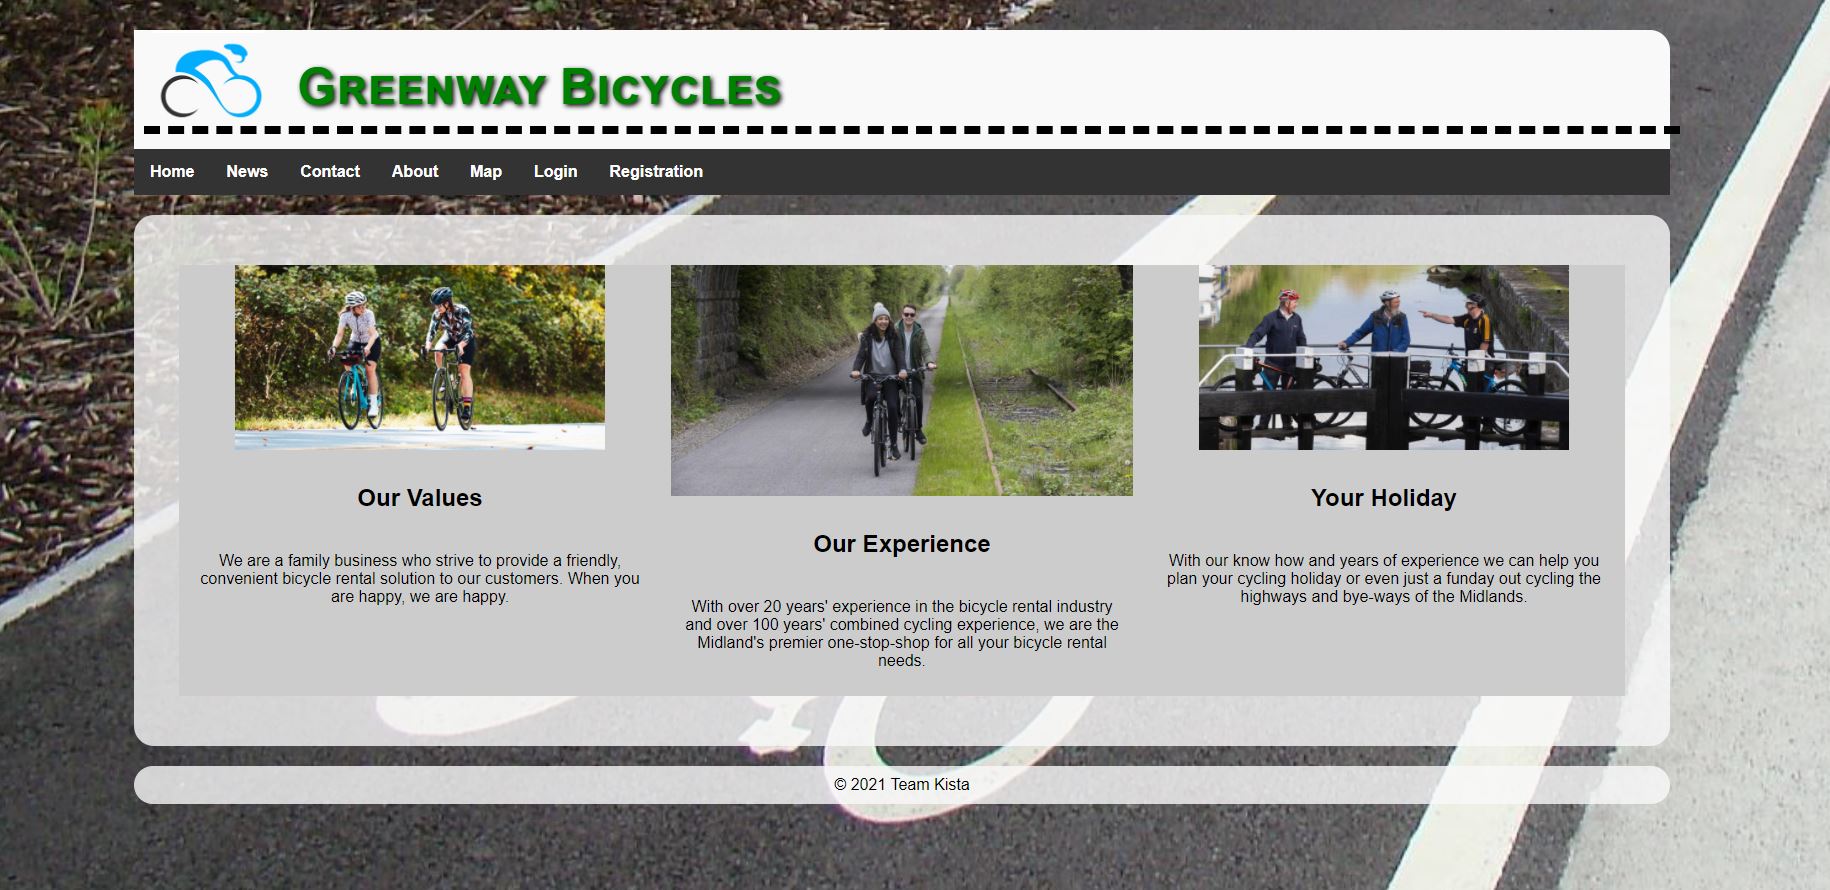 Greenway Bicycles
Home News Contact About Map Login Registration
Our Values
We are a family business who strive to provide a friendly,
convenient bicycle rental solution to our customers. When you
are happy, we are happy.
Our Experience
With over 20 years' experience in the bicycle rental industry
and over 100 years' combined cycling experience, we are the
Midland's premier one-stop-shop for all your bicycle rental
needs.
Your Holiday
With our know how and years of experience we can help you
plan your cycling holiday or even just a funday out cycling the
highways and bye-ways of the Midlands.
© 2021 Team Kista